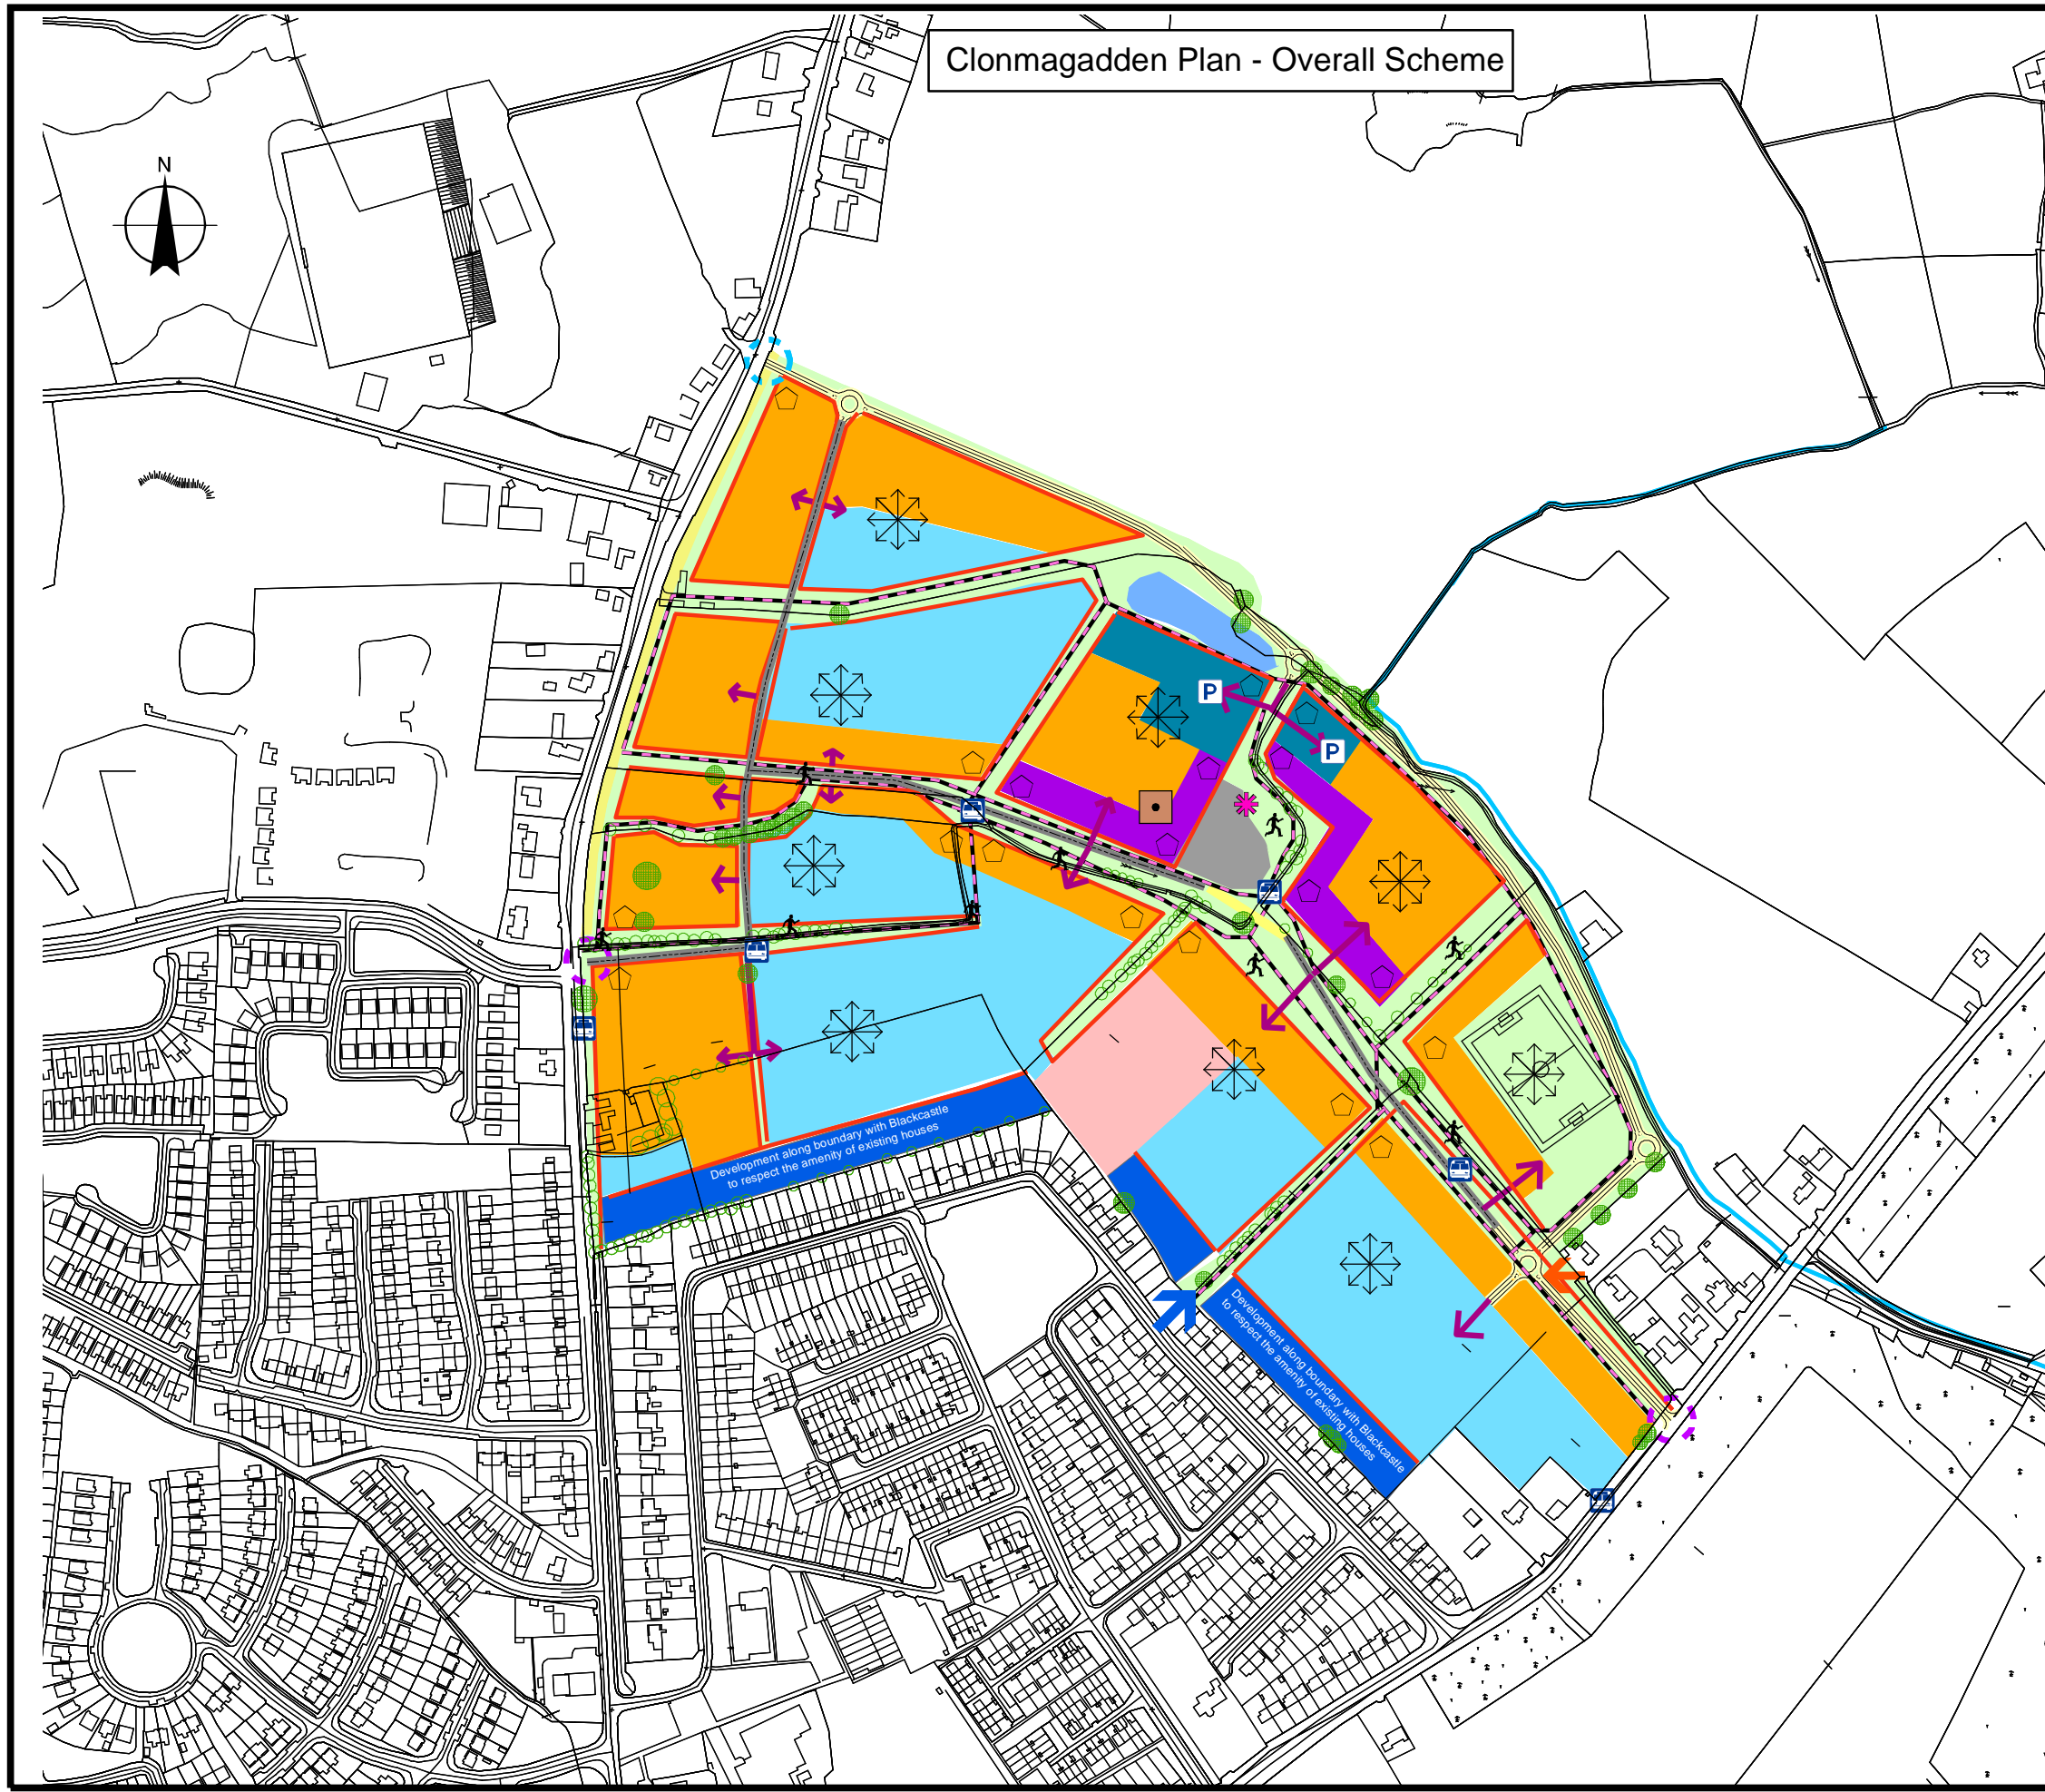 Clonmagadden Plan - Overall Scheme
N
P
P
Development along boundary with Blackcastle
to respect the amenity of existing houses
Development along boundary with Blackcastle
to respect the amenity of existing houses